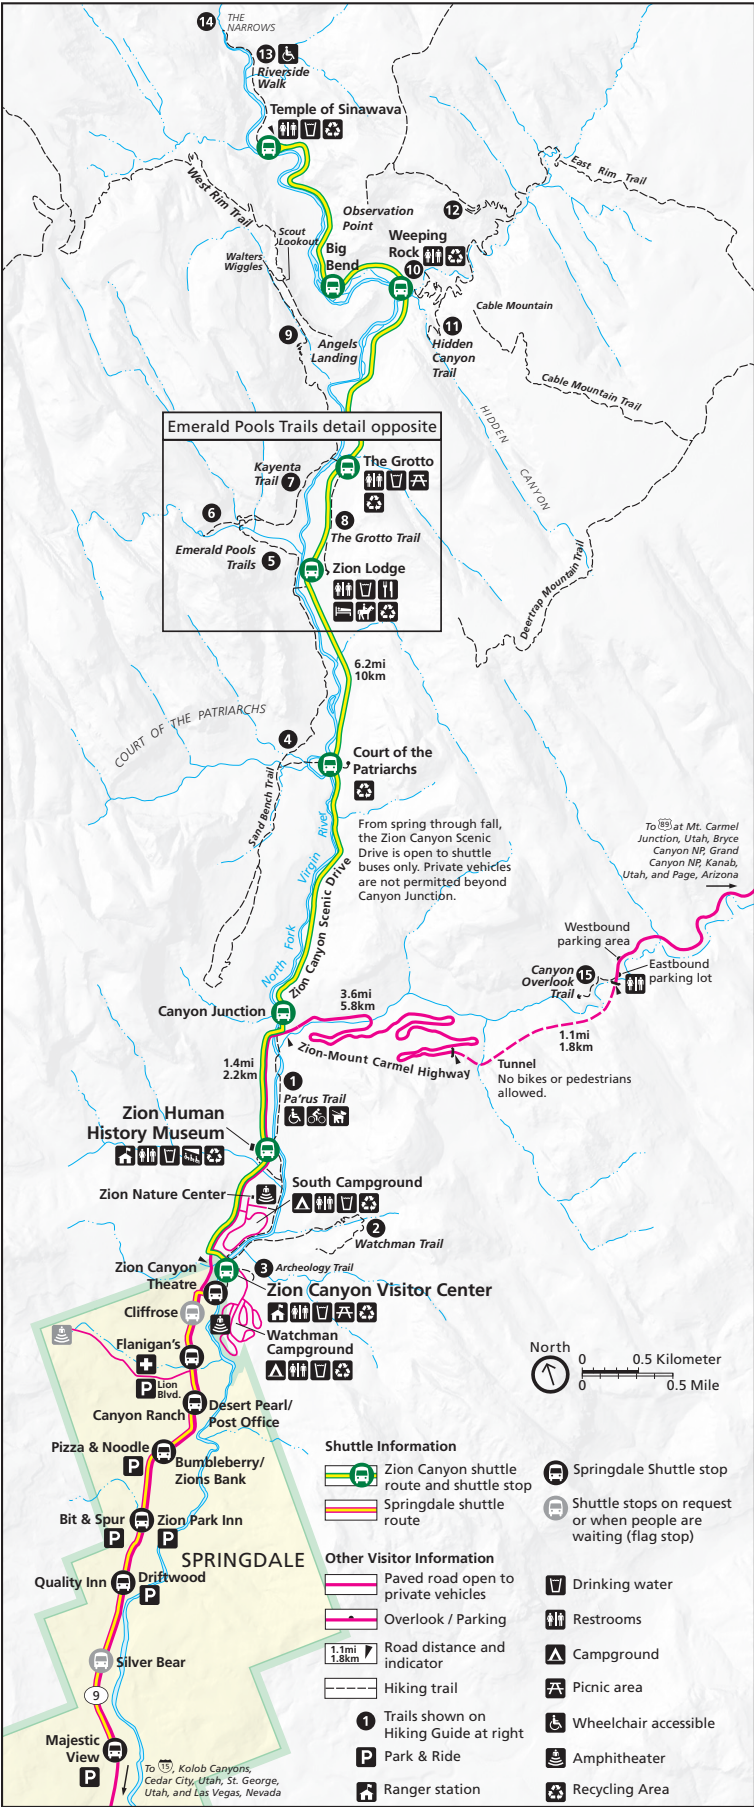 14
THE
NARROWS
13
Riverside
Walk
Temple of Sinawava
West Rim Trail
East Rim Trail
12
Observation
Point
Scout
Lookout
Walters
Wiggles
Big
Bend
Weeping
Rock
10
Cable Mountain
9
Angels
Landing
11
Hidden
Canyon
Trail
Cable Mountain Trail
HIDDEN
CANYON
Emerald Pools Trails detail opposite
The Grotto
Kayenta
Trail 7
6
8
The Grotto Trail
Emerald Pools
Trails
5
Zion Lodge
Deertrap Mountain Trail
6.2mi
10km
COURT OF THE PATRIARCHS
4
Court of the
Patriarchs
Sand Bench Trail
North Fork Virgin River
Zion Canyon Scenic Drive
From spring through fall,
the Zion Canyon Scenic
Drive is open to shuttle
buses only. Private vehicles
are not permitted beyond
Canyon Junction.
To 89 at Mt. Carmel
Junction, Utah, Bryce
Canyon NP, Grand
Canyon NP, Kanab,
Utah, and Page, Arizona
Westbound
parking area
Canyon
Overlook
Trail
15
Eastbound
parking lot
Canyon Junction
3.6mi
5.8km
1.1mi
1.8km
Zion-Mount Carmel Highway
Tunnel
No bikes or pedestrians
allowed.
1.4mi
2.2km
1
Pa'rus Trail
Zion Human
History Museum
Zion Nature Center
South Campground
2
Watchman Trail
Zion Canyon
Theatre
3 Archeology Trail
Zion Canyon Visitor Center
Cliffrose
Watchman
Campground
Flanigan's
P Lion
Blvd.
Canyon Ranch
Desert Pearl/
Post Office
Pizza & Noodle
P
Bumbleberry/
Zions Bank
Bit & Spur
P
Zion Park Inn
P
SPRINGDALE
Quality Inn
Driftwood
P
Silver Bear
9
Majestic
View
P
To 15, Kolob Canyons,
Cedar City, Utah, St. George,
Utah, and Las Vegas, Nevada
North
0 0.5 Kilometer
0 0.5 Mile
Shuttle Information
Zion Canyon shuttle
route and shuttle stop
Springdale shuttle
route
Springdale Shuttle stop
Shuttle stops on request
or when people are
waiting (flag stop)
Other Visitor Information
Paved road open to
private vehicles
Overlook / Parking
1.1mi
1.8km
Road distance and
indicator
Hiking trail
1 Trails shown on
Hiking Guide at right
P Park & Ride
Ranger station
Drinking water
Restrooms
Campground
Picnic area
Wheelchair accessible
Amphitheater
Recycling Area